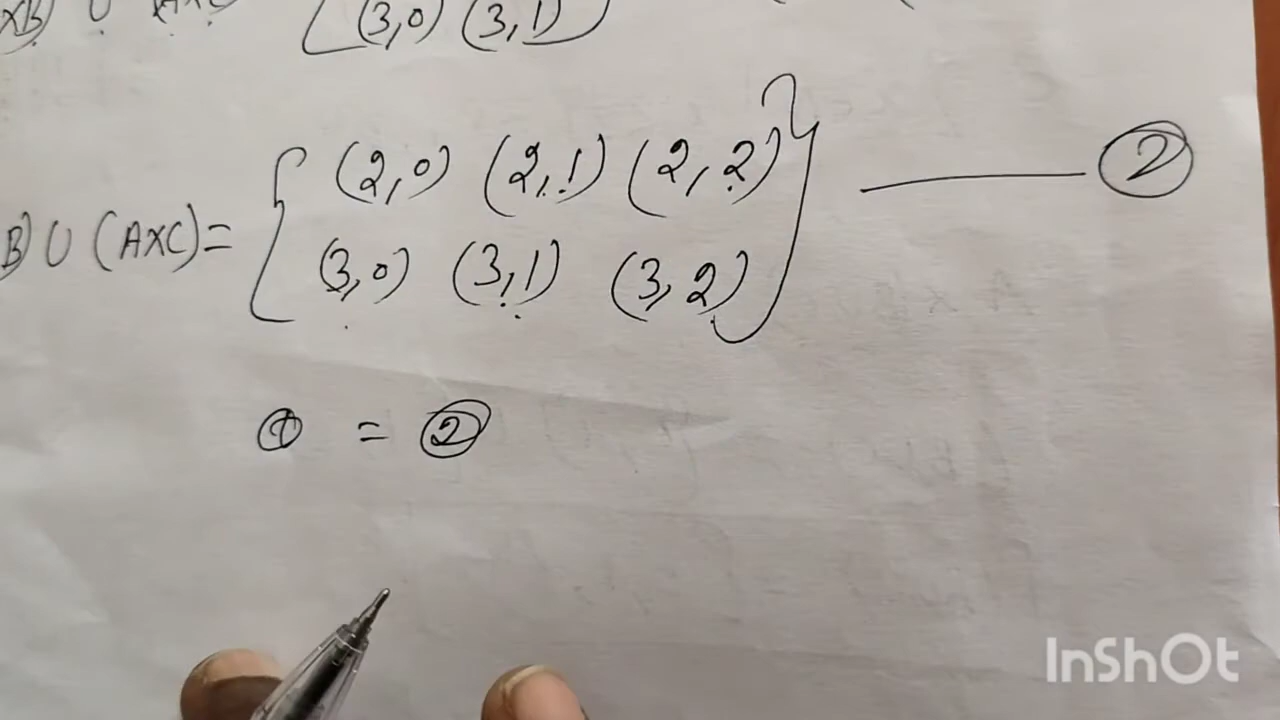 (3,0) (3,1)
(2,0) (2,1) (2,2) ② 
B) ∪ (A×C) = {
(3,0) (3,1) (3,2) }
① = ②
InShOt